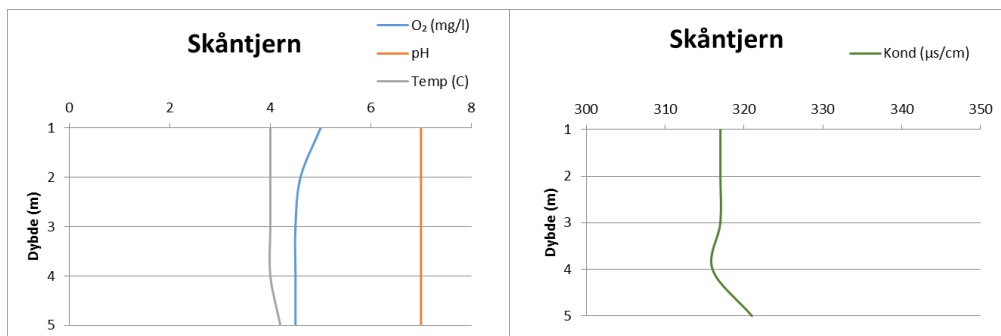 Skåntjern
O₂ (mg/l)
pH
Temp (C)
0 2 4 6 8
1
2
3
4
5
Dybde (m)
Skåntjern
Kond (µs/cm)
300 310 320 330 340 350
1
2
3
4
5
Dybde (m)